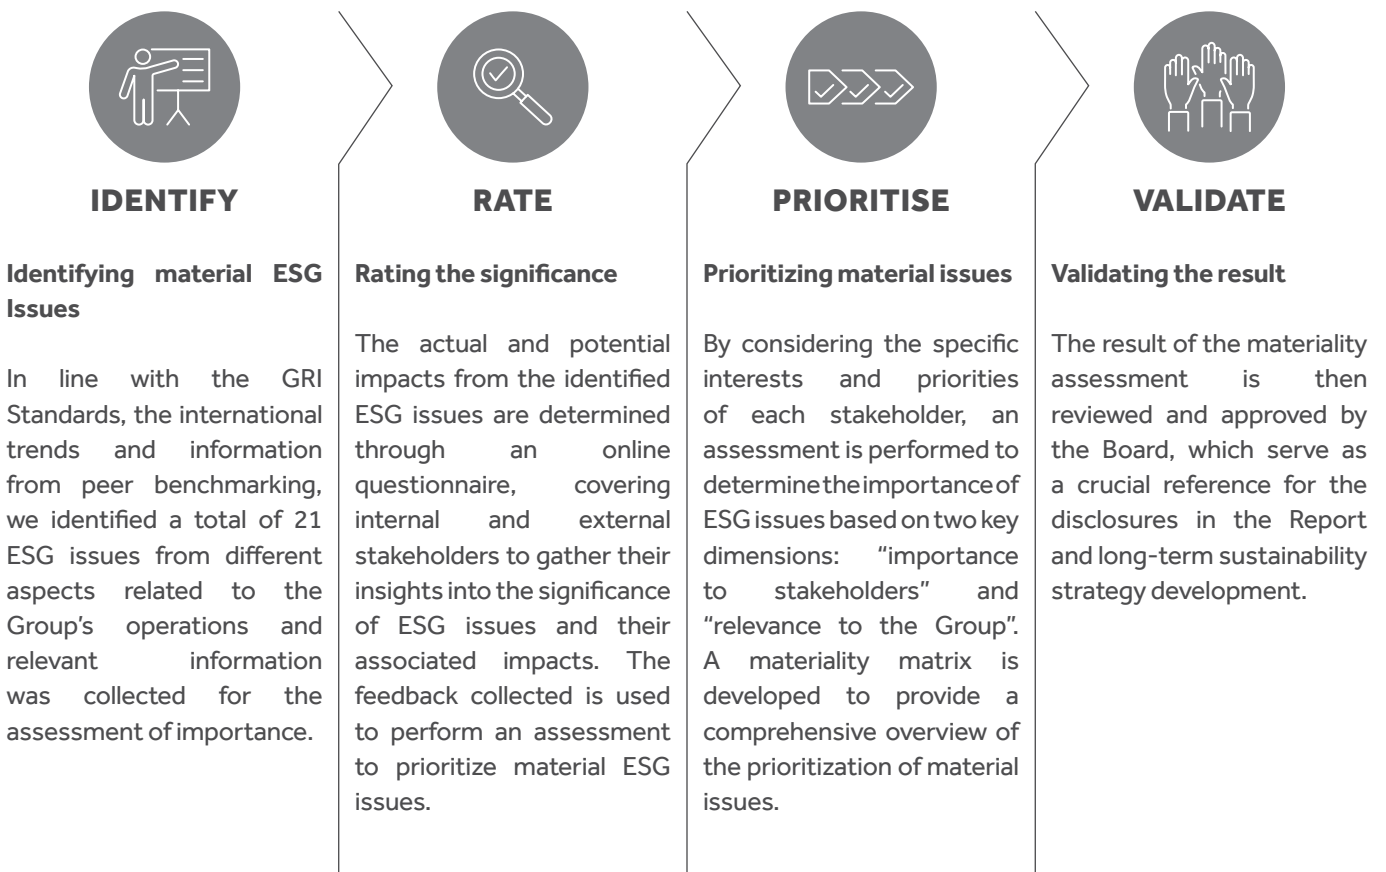 IDENTIFY
Identifying material ESG
Issues
In line with the GRI
Standards, the international
trends and information
from peer benchmarking,
we identified a total of 21
ESG issues from different
aspects related to the
Group’s operations and
relevant information
was collected for the
assessment of importance.
RATE
Rating the significance
The actual and potential
impacts from the identified
ESG issues are determined
through an online
questionnaire, covering
internal and external
stakeholders to gather their
insights into the significance
of ESG issues and their
associated impacts. The
feedback collected is used
to perform an assessment
to prioritize material ESG
issues.
PRIORITISE
Prioritizing material issues
By considering the specific
interests and priorities
of each stakeholder, an
assessment is performed to
determine the importance of
ESG issues based on two key
dimensions: “importance
to stakeholders” and
“relevance to the Group”.
A materiality matrix is
developed to provide a
comprehensive overview of
the prioritization of material
issues.
VALIDATE
Validating the result
The result of the materiality
assessment is then
reviewed and approved by
the Board, which serve as
a crucial reference for the
disclosures in the Report
and long-term sustainability
strategy development.